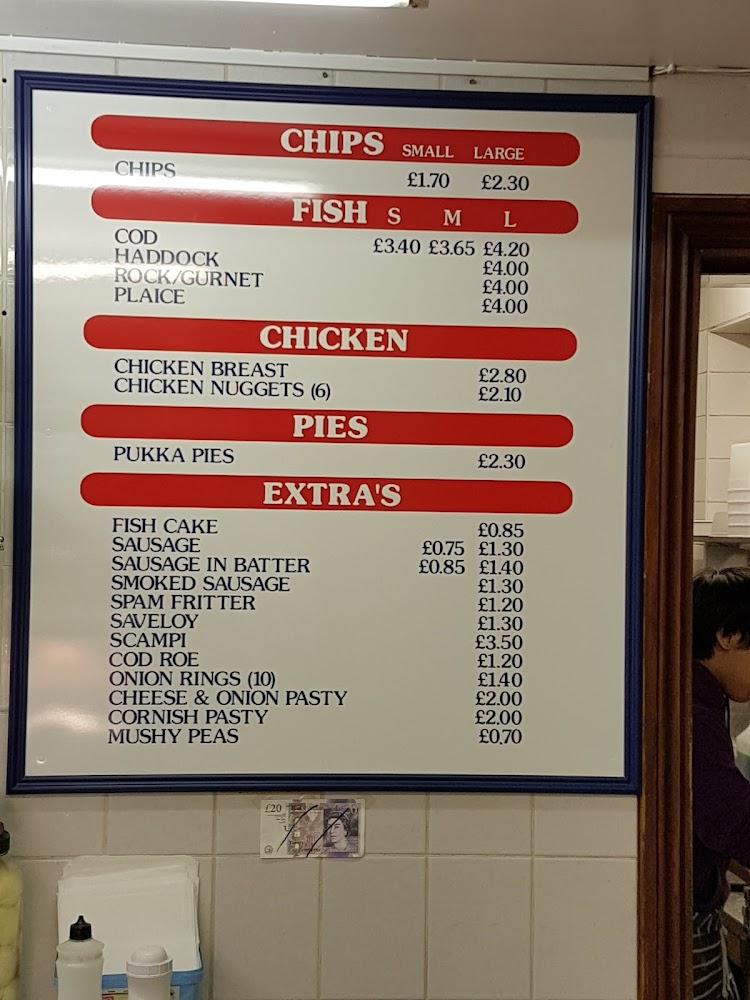 CHIPS SMALL LARGE
CHIPS £1.70 £2.30
FISH S M L
COD £3.40 £3.65 £4.20
HADDOCK £4.00
ROCK/GURNET £4.00
PLAICE £4.00
CHICKEN
CHICKEN BREAST £2.80
CHICKEN NUGGETS (6) £2.10
PIES
PUKKA PIES £2.30
EXTRA'S
FISH CAKE £0.85
SAUSAGE £0.75 £1.30
SAUSAGE IN BATTER £0.85 £1.40
SMOKED SAUSAGE £1.30
SPAM FRITTER £1.20
SAVELOY £1.30
SCAMPI £3.50
COD ROE £1.20
ONION RINGS (10) £1.40
CHEESE & ONION PASTY £2.00
CORNISH PASTY £2.00
MUSHY PEAS £0.70
£20